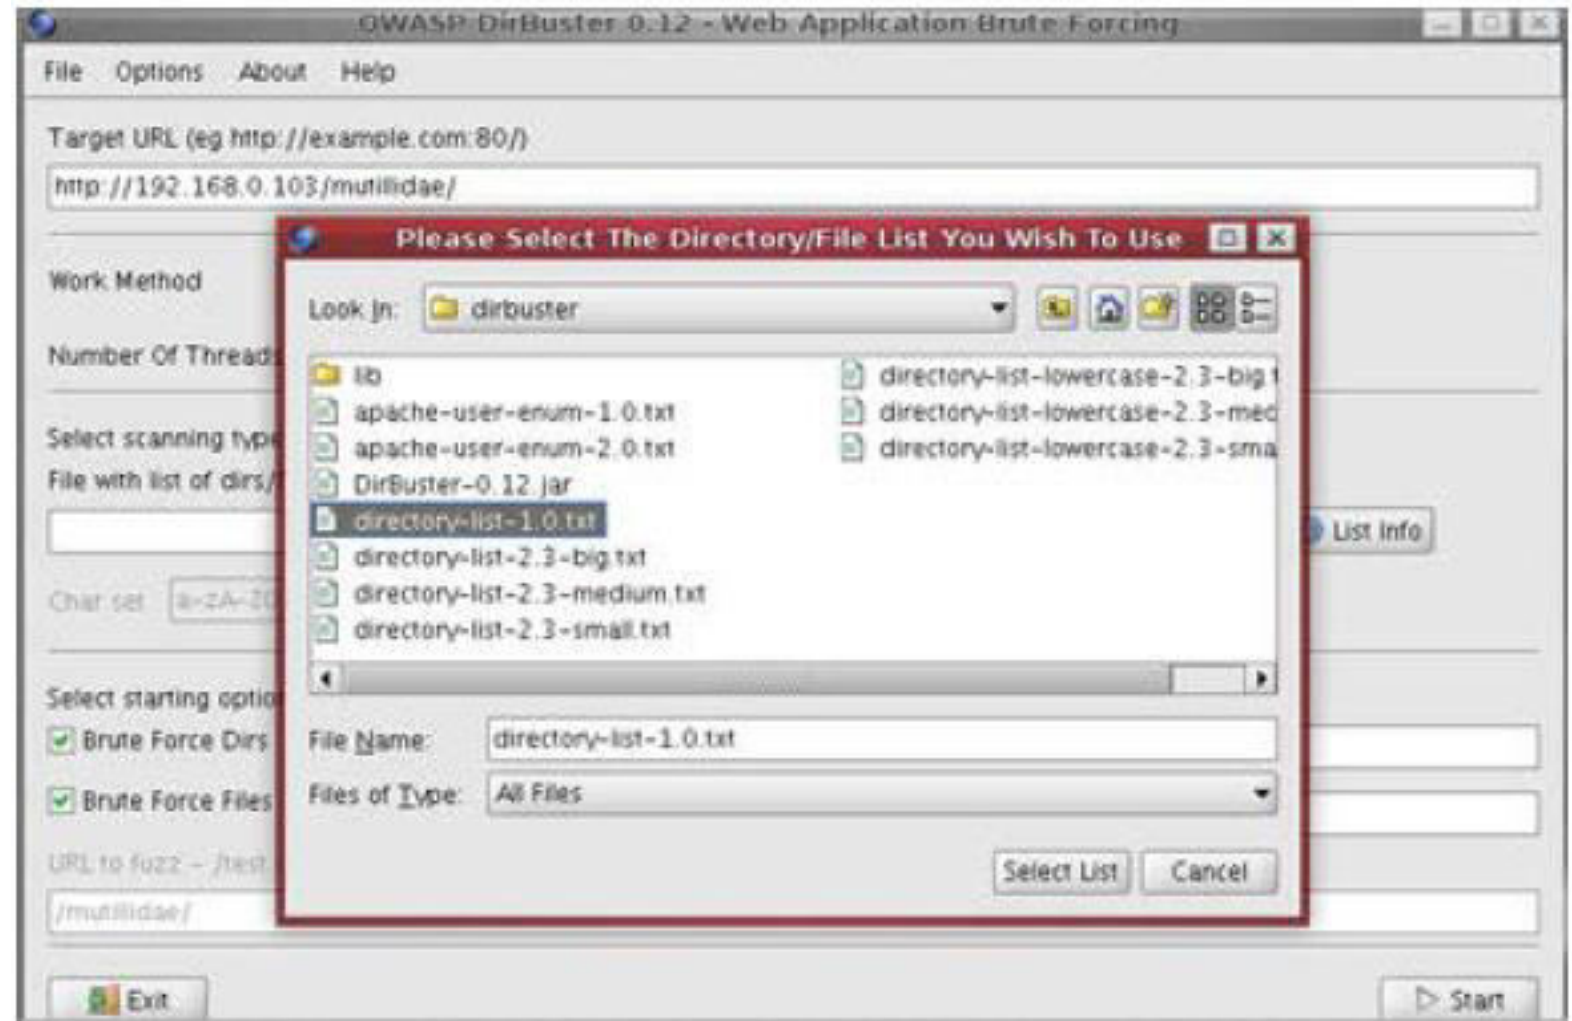 OWASP DirBuster 0.12 - Web Application Brute Forcing
File Options About Help
Target URL (eg http://example.com:80/)
http://192.168.0.103/mutillidae/
Please Select The Directory/File List You Wish To Use
Work Method
Look In: dirbuster
Number Of Threads
lib
apache-user-enum-1.0.txt
apache-user-enum-2.0.txt
DirBuster-0.12.jar
directory-list-1.0.txt
directory-list-2.3-big.txt
directory-list-2.3-medium.txt
directory-list-2.3-small.txt
directory-list-lowercase-2.3-big.t
directory-list-lowercase-2.3-med
directory-list-lowercase-2.3-sma
Select scanning type
File with list of dirs/
List Info
Char set a-zA-Z0
Select starting optio
Brute Force Dirs
File Name: directory-list-1.0.txt
Brute Force Files
Files of Type: All Files
URL to fuzz - /test
Select List Cancel
/mutillidae/
Exit Start